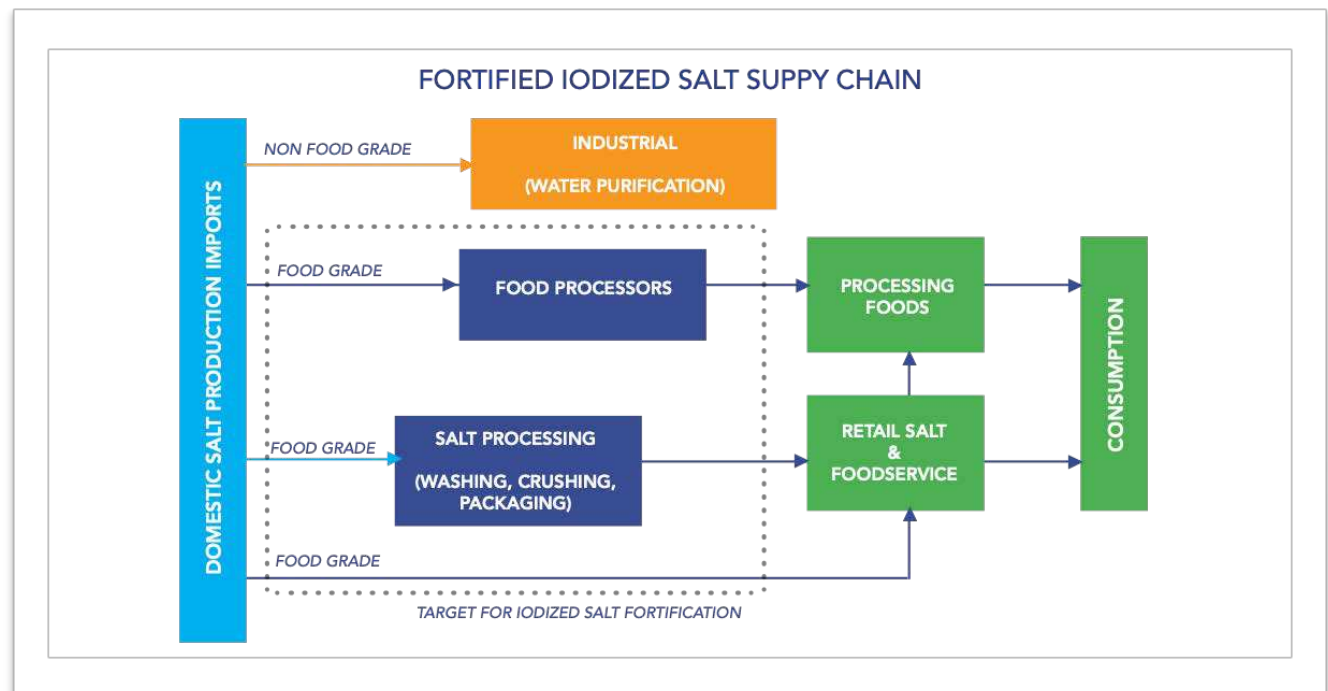 FORTIFIED IODIZED SALT SUPPY CHAIN
DOMESTIC SALT PRODUCTION IMPORTS
NON FOOD GRADE
INDUSTRIAL
(WATER PURIFICATION)
FOOD GRADE
FOOD PROCESSORS
PROCESSING
FOODS
CONSUMPTION
FOOD GRADE
SALT PROCESSING
(WASHING, CRUSHING,
PACKAGING)
RETAIL SALT
&
FOODSERVICE
FOOD GRADE
TARGET FOR IODIZED SALT FORTIFICATION